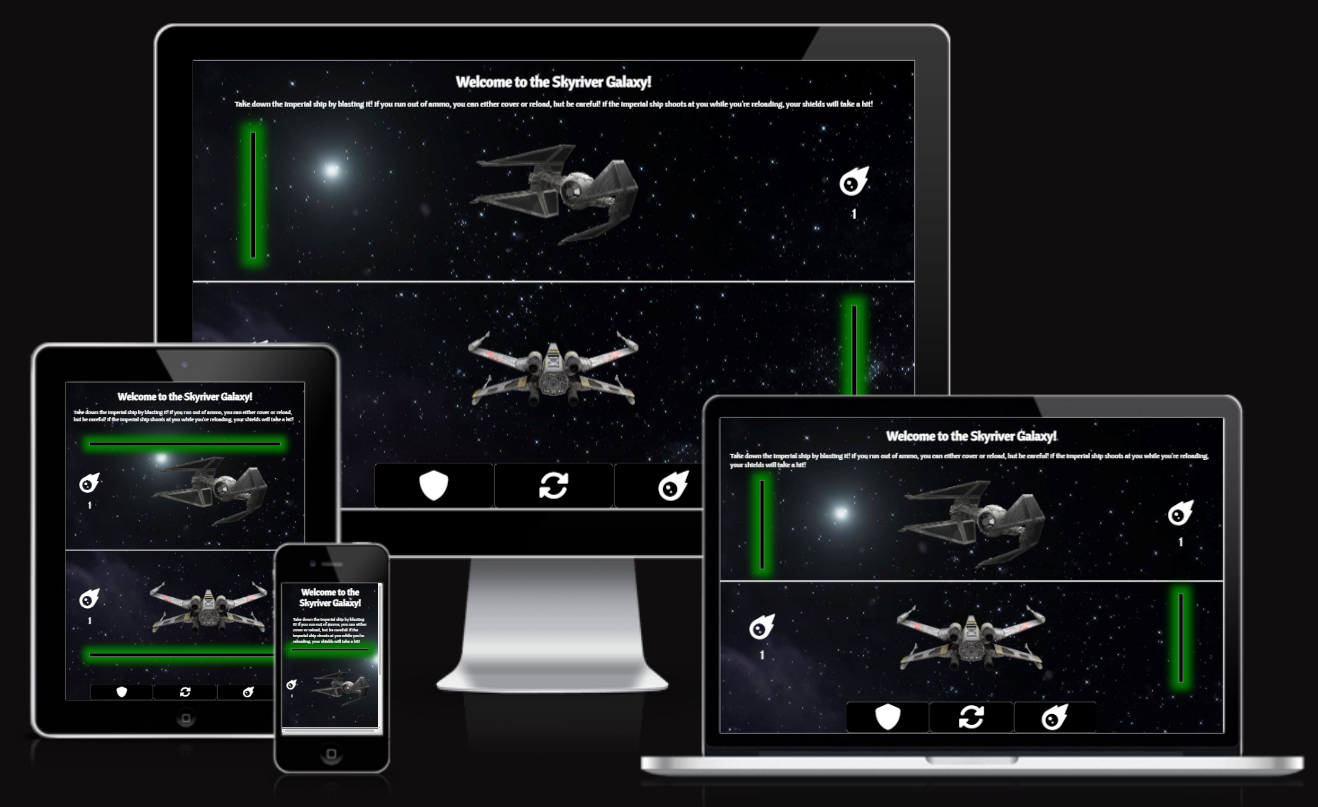 Welcome to the Skyriver Galaxy!
Take down the Imperial ship by blasting it! If you run out of ammo, you can either cover or reload, but be careful! If the Imperial ship shoots at you while you're reloading, your shields will take a hit!
1
Welcome to the Skyriver Galaxy!
Take down the Imperial ship by blasting it! If you run out of ammo, you can either cover or reload,
but be careful! If the Imperial ship shoots at you while you're reloading, your shields will take a hit!
1
1
Welcome to the
Skyriver Galaxy!
Take down the Imperial ship by blasting
it! If you run out of ammo, you can either
cover or reload, but be careful! If the
Imperial ship shoots at you while you're
reloading, your shields will take a hit!
Welcome to the Skyriver Galaxy!
Take down the Imperial ship by blasting it! If you run out of ammo, you can either cover or reload, but be careful! If the Imperial ship shoots at you while you're reloading,
your shields will take a hit!
1
1